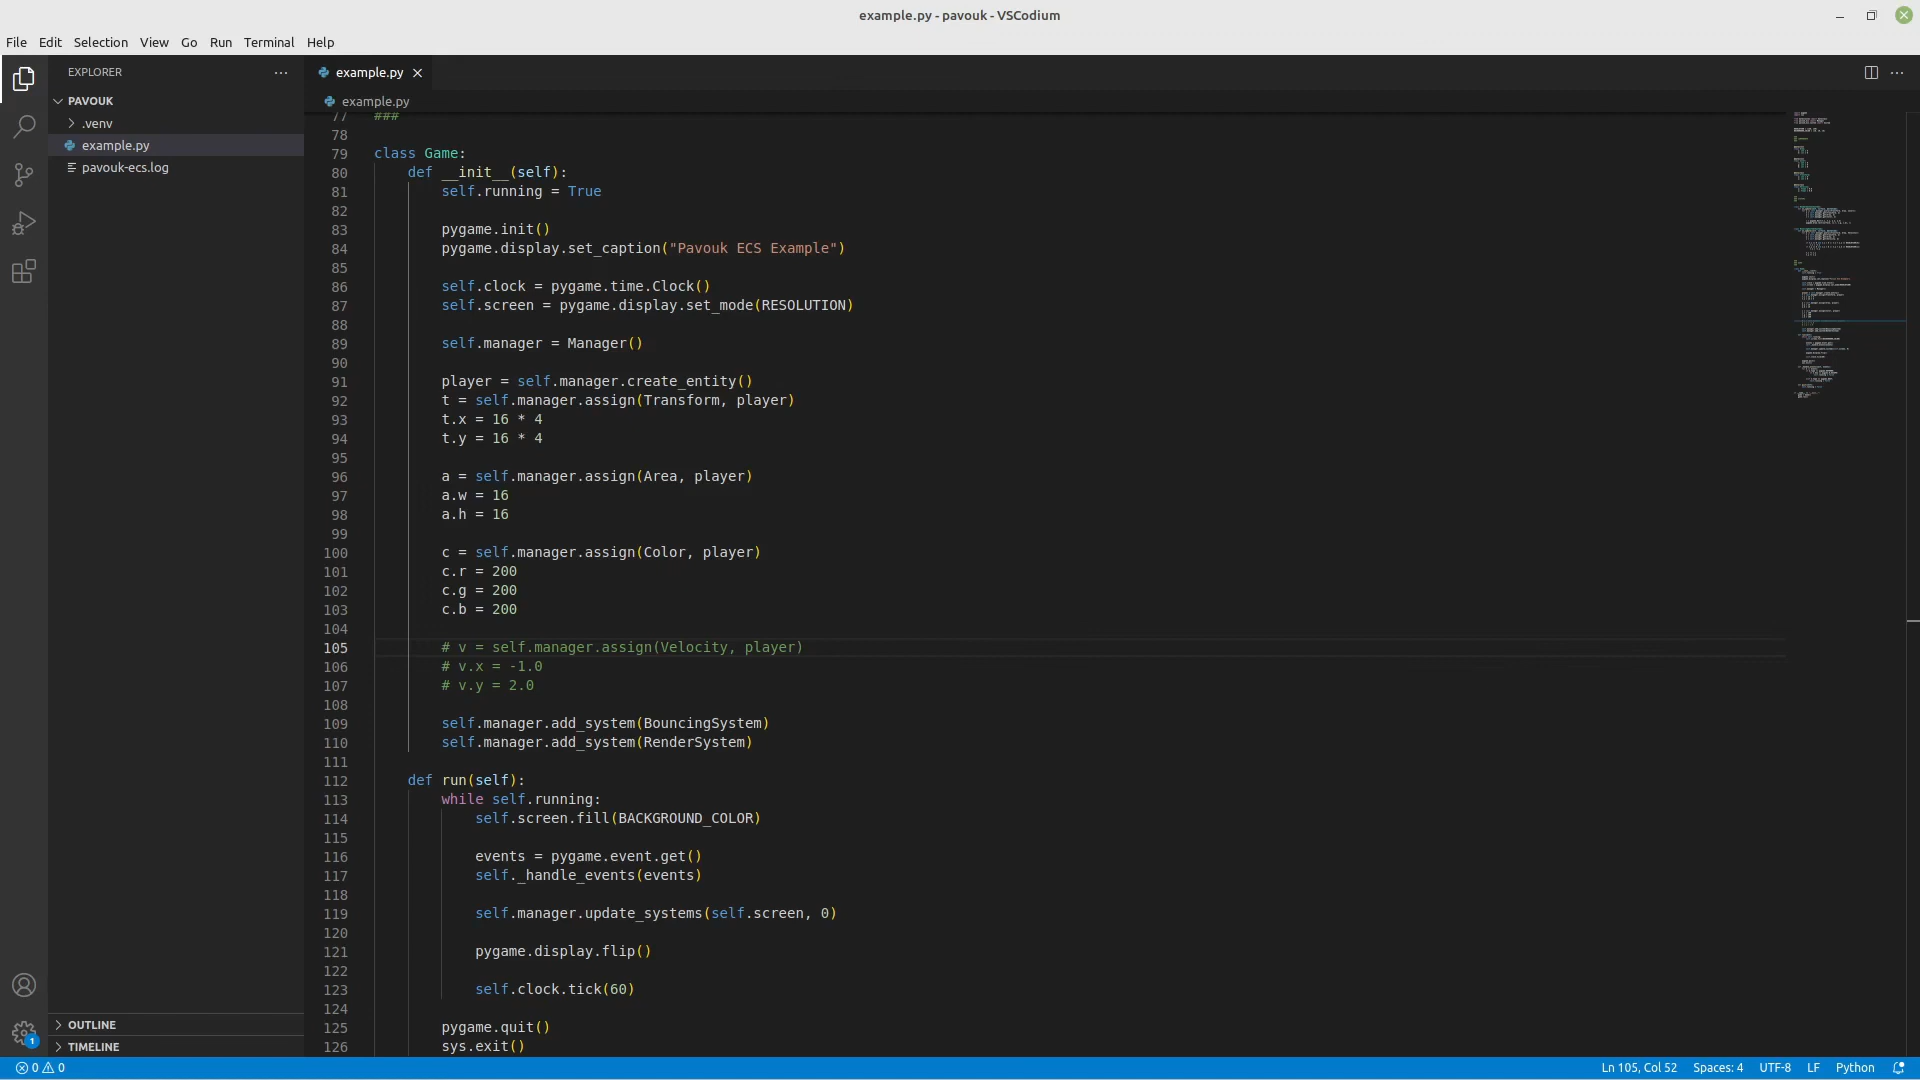 example.py - pavouk - VSCodium
File Edit Selection View Go Run Terminal Help
EXPLORER
example.py
PAVOUK
example.py
.venv
example.py
pavouk-ecs.log
77 ###
78
79 class Game:
80     def __init__(self):
81         self.running = True
82
83         pygame.init()
84         pygame.display.set_caption("Pavouk ECS Example")
85
86         self.clock = pygame.time.Clock()
87         self.screen = pygame.display.set_mode(RESOLUTION)
88
89         self.manager = Manager()
90
91         player = self.manager.create_entity()
92         t = self.manager.assign(Transform, player)
93         t.x = 16 * 4
94         t.y = 16 * 4
95
96         a = self.manager.assign(Area, player)
97         a.w = 16
98         a.h = 16
99
100         c = self.manager.assign(Color, player)
101         c.r = 200
102         c.g = 200
103         c.b = 200
104
105         # v = self.manager.assign(Velocity, player)
106         # v.x = -1.0
107         # v.y = 2.0
108
109         self.manager.add_system(BouncingSystem)
110         self.manager.add_system(RenderSystem)
111
112     def run(self):
113         while self.running:
114             self.screen.fill(BACKGROUND_COLOR)
115
116             events = pygame.event.get()
117             self._handle_events(events)
118
119             self.manager.update_systems(self.screen, 0)
120
121             pygame.display.flip()
122
123             self.clock.tick(60)
124
125         pygame.quit()
126         sys.exit()
OUTLINE
TIMELINE
1
0 0
Ln 105, Col 52 Spaces: 4 UTF-8 LF Python